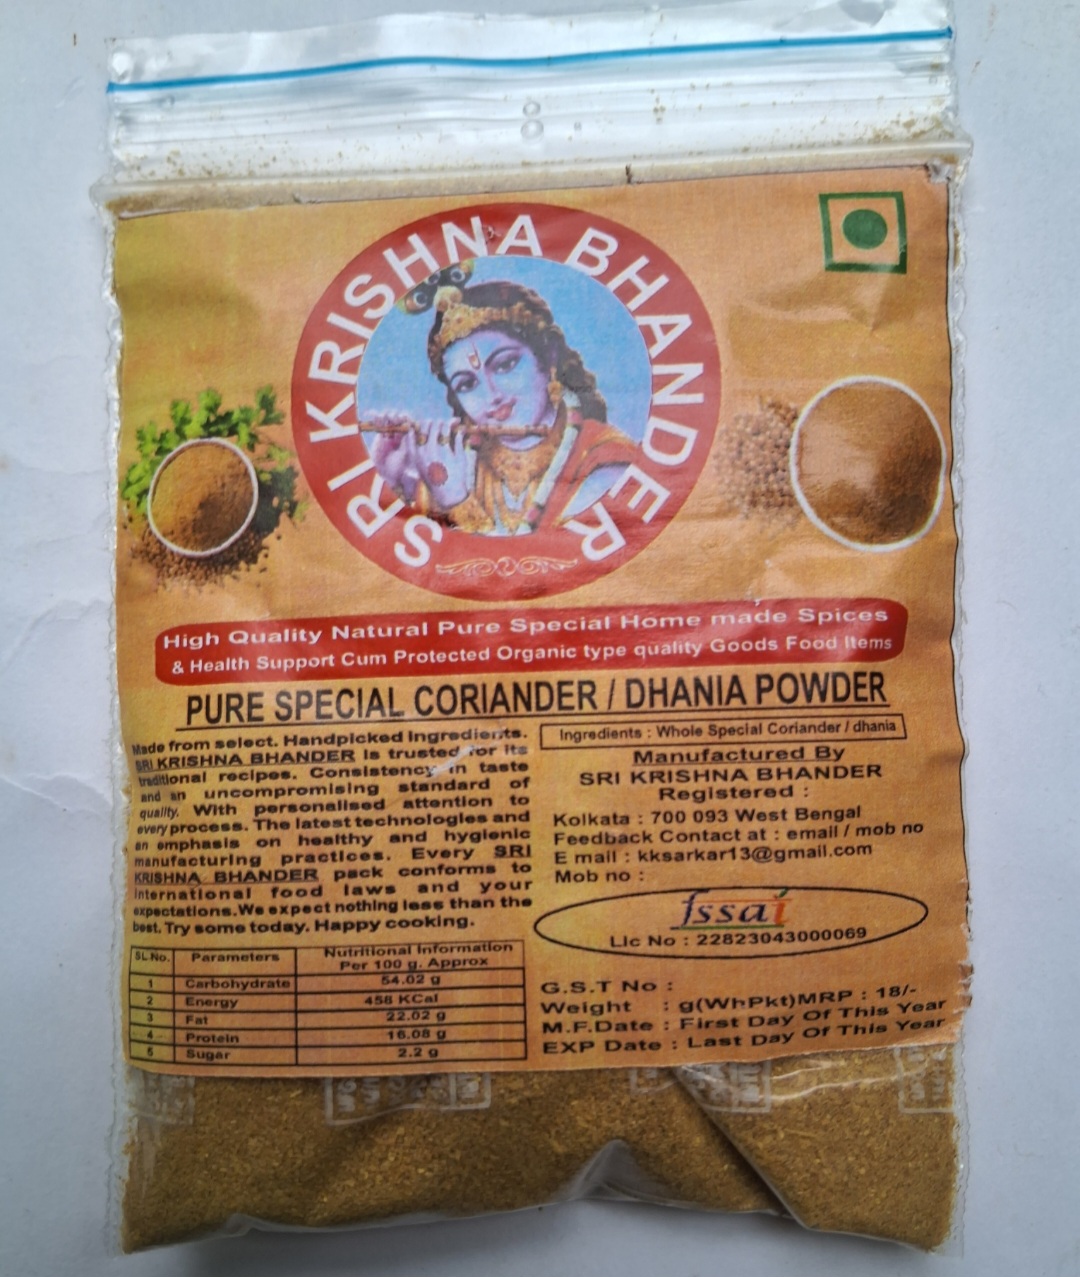 SRI KRISHNA BHANDER
High Quality Natural Pure Special Home made Spices
& Health Support Cum Protected Organic type quality Goods Food Items
PURE SPECIAL CORIANDER / DHANIA POWDER
Made from select. Handpicked Ingredients.
SRI KRISHNA BHANDER is trusted for its
traditional recipes. Consistency in taste
and an uncompromising standard of
quality. With personalised attention to
every process. The latest technologies and
an emphasis on healthy and hygienic
manufacturing practices. Every SRI
KRISHNA BHANDER pack conforms to
international food laws and your
expectations. We expect nothing less than the
best. Try some today. Happy cooking.
SL.No. Parameters Nutritional Information
Per 100 g. Approx
1 Carbohydrate 54.02 g
2 Energy 458 KCal
3 Fat 22.02 g
4 Protein 16.08 g
5 Sugar 2.2 g
Ingredients : Whole Special Coriander / dhania
Manufactured By
SRI KRISHNA BHANDER
Registered :
Kolkata : 700 093 West Bengal
Feedback Contact at : email / mob no
E mail : kksarkar13@gmail.com
Mob no :
fssai
Lic No : 22823043000069
G.S.T No :
Weight : g(WhPkt)MRP : 18/-
M.F.Date : First Day Of This Year
EXP Date : Last Day Of This Year